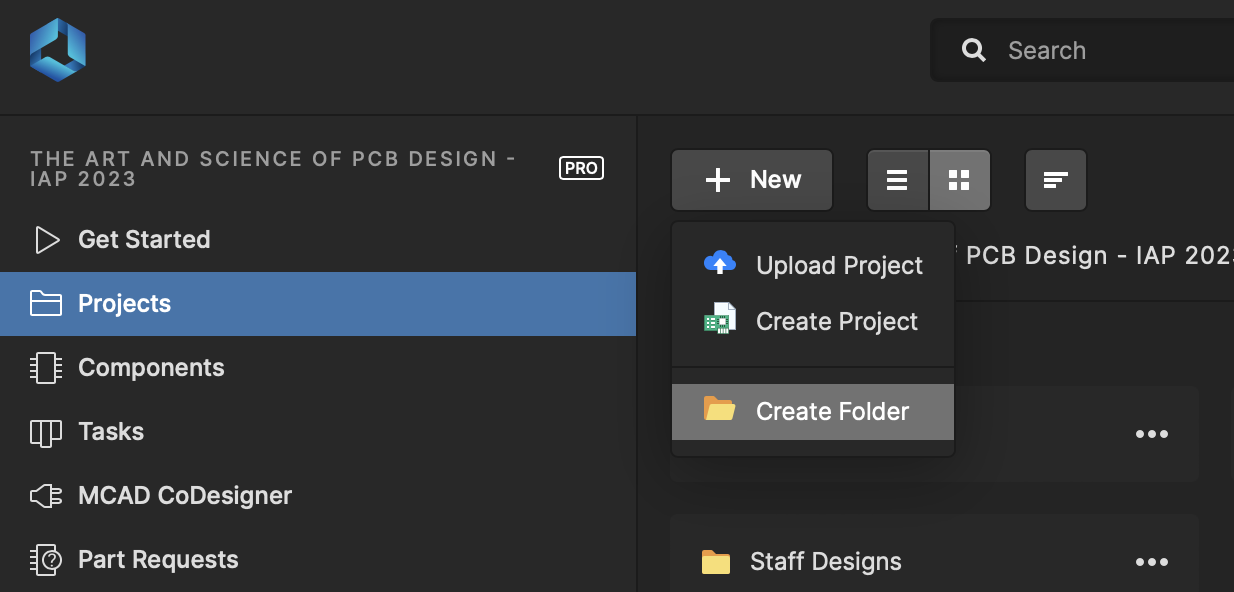 Search
THE ART AND SCIENCE OF PCB DESIGN -
IAP 2023
PRO
Get Started
Projects
Components
Tasks
MCAD CoDesigner
Part Requests
New
PCB Design - IAP 202
Upload Project
Create Project
Create Folder
Staff Designs